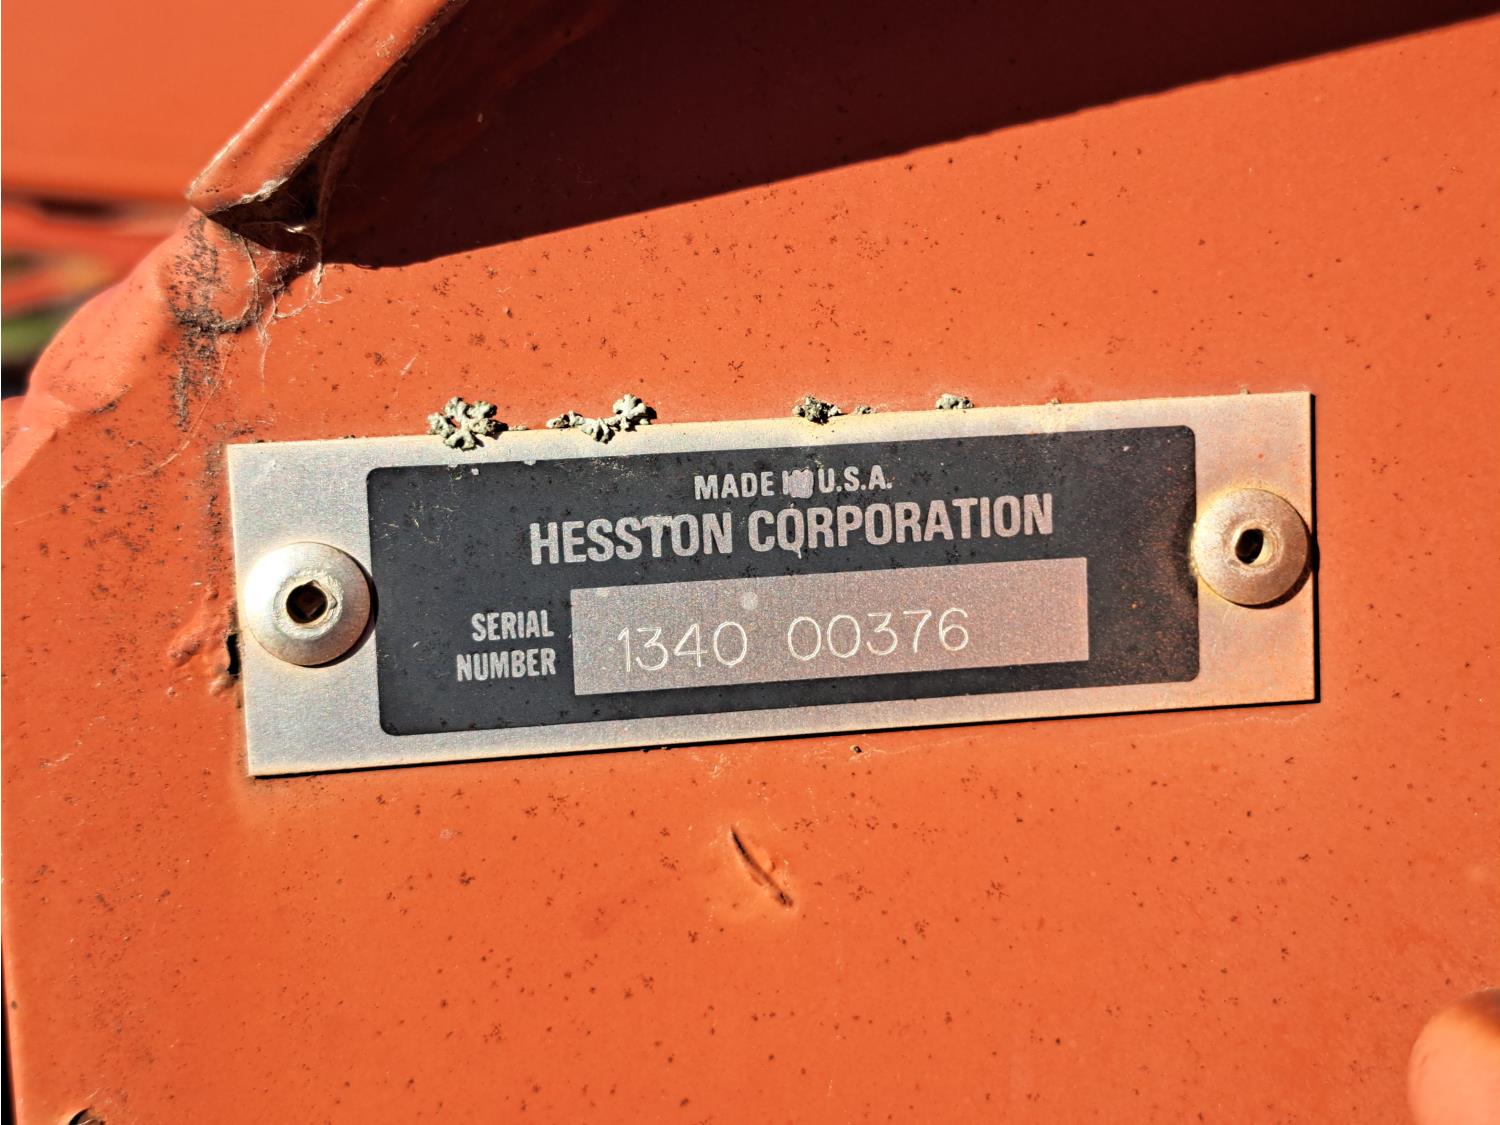 MADE IN U.S.A.
HESSTON CORPORATION
SERIAL
NUMBER
1340 00376